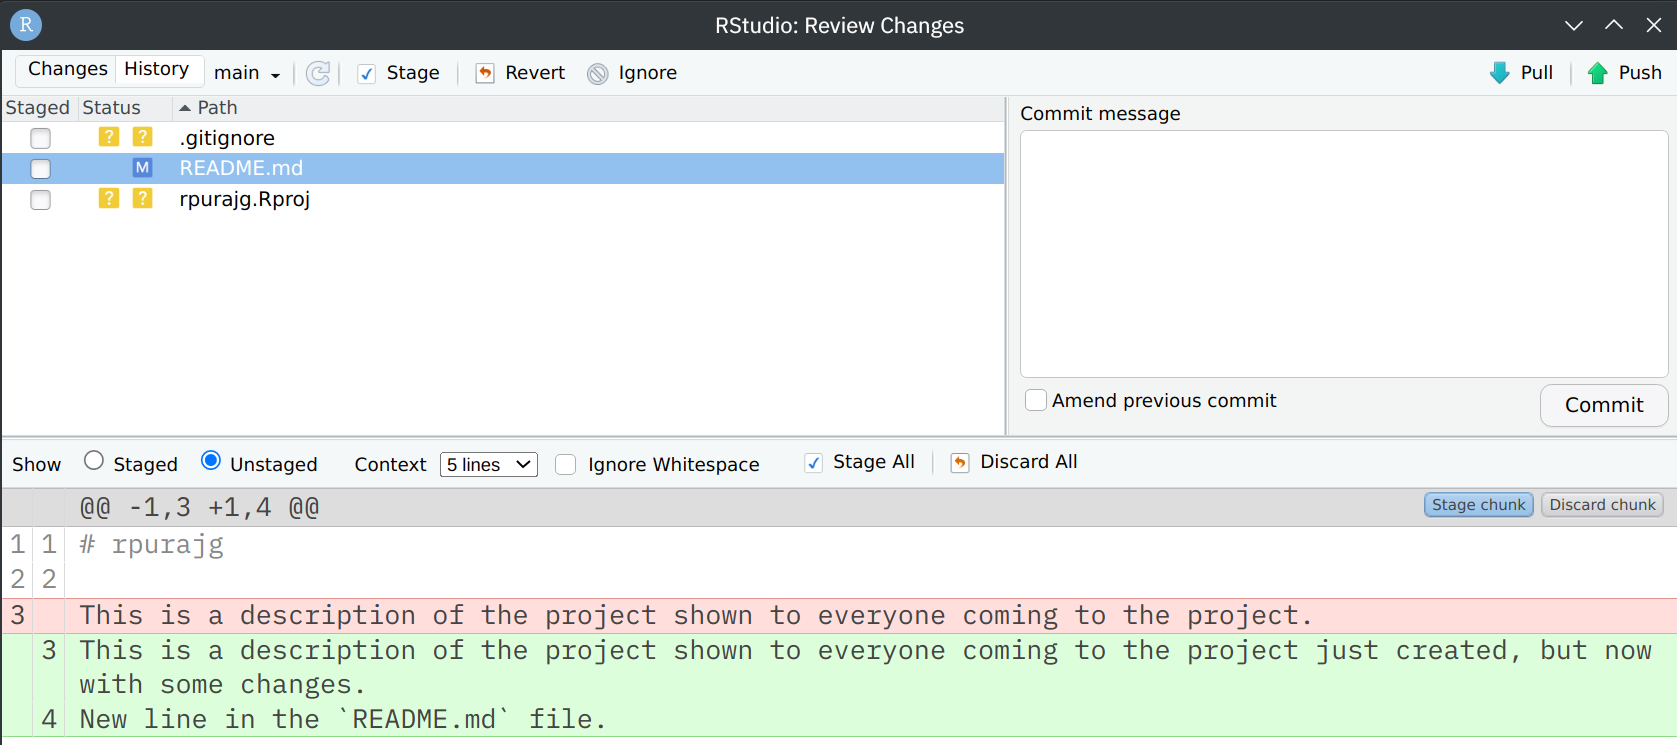 R RStudio: Review Changes
Changes History main Stage Revert Ignore Pull Push
Staged Status Path
Commit message
? ? .gitignore
M README.md
? ? rpurajg.Rproj
Amend previous commit
Commit
Show Staged Unstaged Context 5 lines Ignore Whitespace Stage All Discard All
@@ -1,3 +1,4 @@ Stage chunk Discard chunk
1 1 # rpurajg
2 2
3 This is a description of the project shown to everyone coming to the project.
3 This is a description of the project shown to everyone coming to the project just created, but now
with some changes.
4 New line in the `README.md` file.